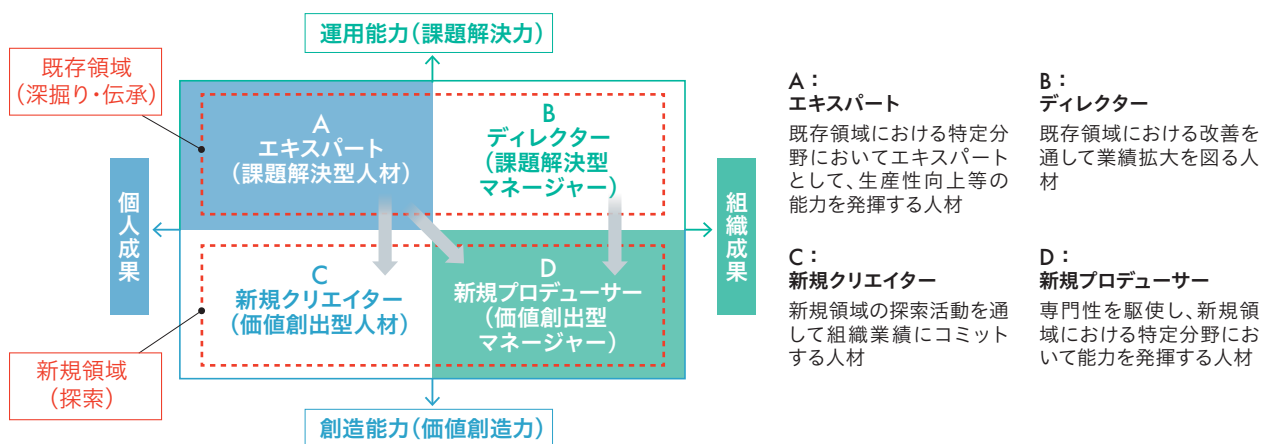 運用能力（課題解決力）
既存領域
（深掘り・伝承）
A
エキスパート
（課題解決型人材）
B
ディレクター
（課題解決型
マネージャー）
個人成果
組織成果
C
新規クリエイター
（価値創出型人材）
D
新規プロデューサー
（価値創出型
マネージャー）
新規領域
（探索）
創造能力（価値創造力）
A：
エキスパート
既存領域における特定分
野においてエキスパート
として、生産性向上等の
能力を発揮する人材
B：
ディレクター
既存領域における改善を
通して業績拡大を図る人
材
C：
新規クリエイター
新規領域の探索活動を通
して組織業績にコミット
する人材
D：
新規プロデューサー
専門性を駆使し、新規領
域における特定分野にお
いて能力を発揮する人材